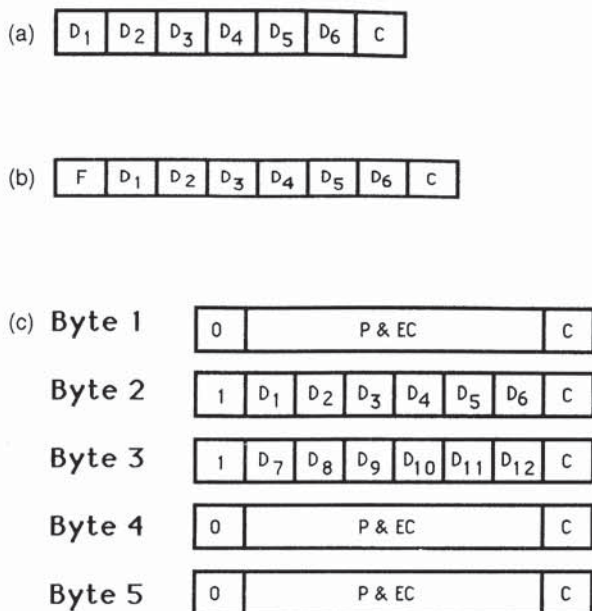 (a) D1 D2 D3 D4 D5 D6 C
(b) F D1 D2 D3 D4 D5 D6 C
(c) Byte 1 0 P & EC C
Byte 2 1 D1 D2 D3 D4 D5 D6 C
Byte 3 1 D7 D8 D9 D10 D11 D12 C
Byte 4 0 P & EC C
Byte 5 0 P & EC C